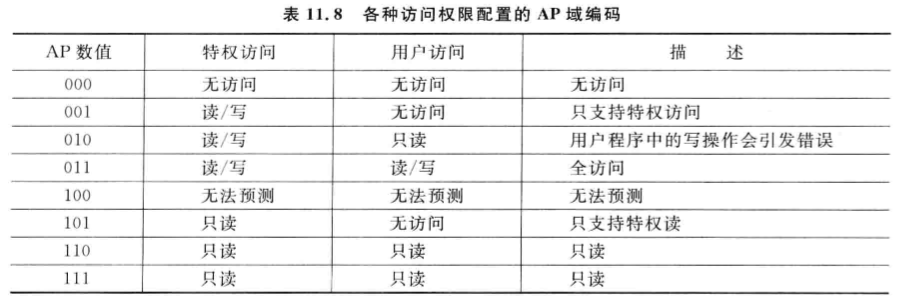 表 11.8 各种访问权限配置的 AP 域编码
AP 数值 特权访问 用户访问 描 述
000 无访问 无访问 无访问
001 读/写 无访问 只支持特权访问
010 读/写 只读 用户程序中的写操作会引发错误
011 读/写 读/写 全访问
100 无法预测 无法预测 无法预测
101 只读 无访问 只支持特权读
110 只读 只读 只读
111 只读 只读 只读